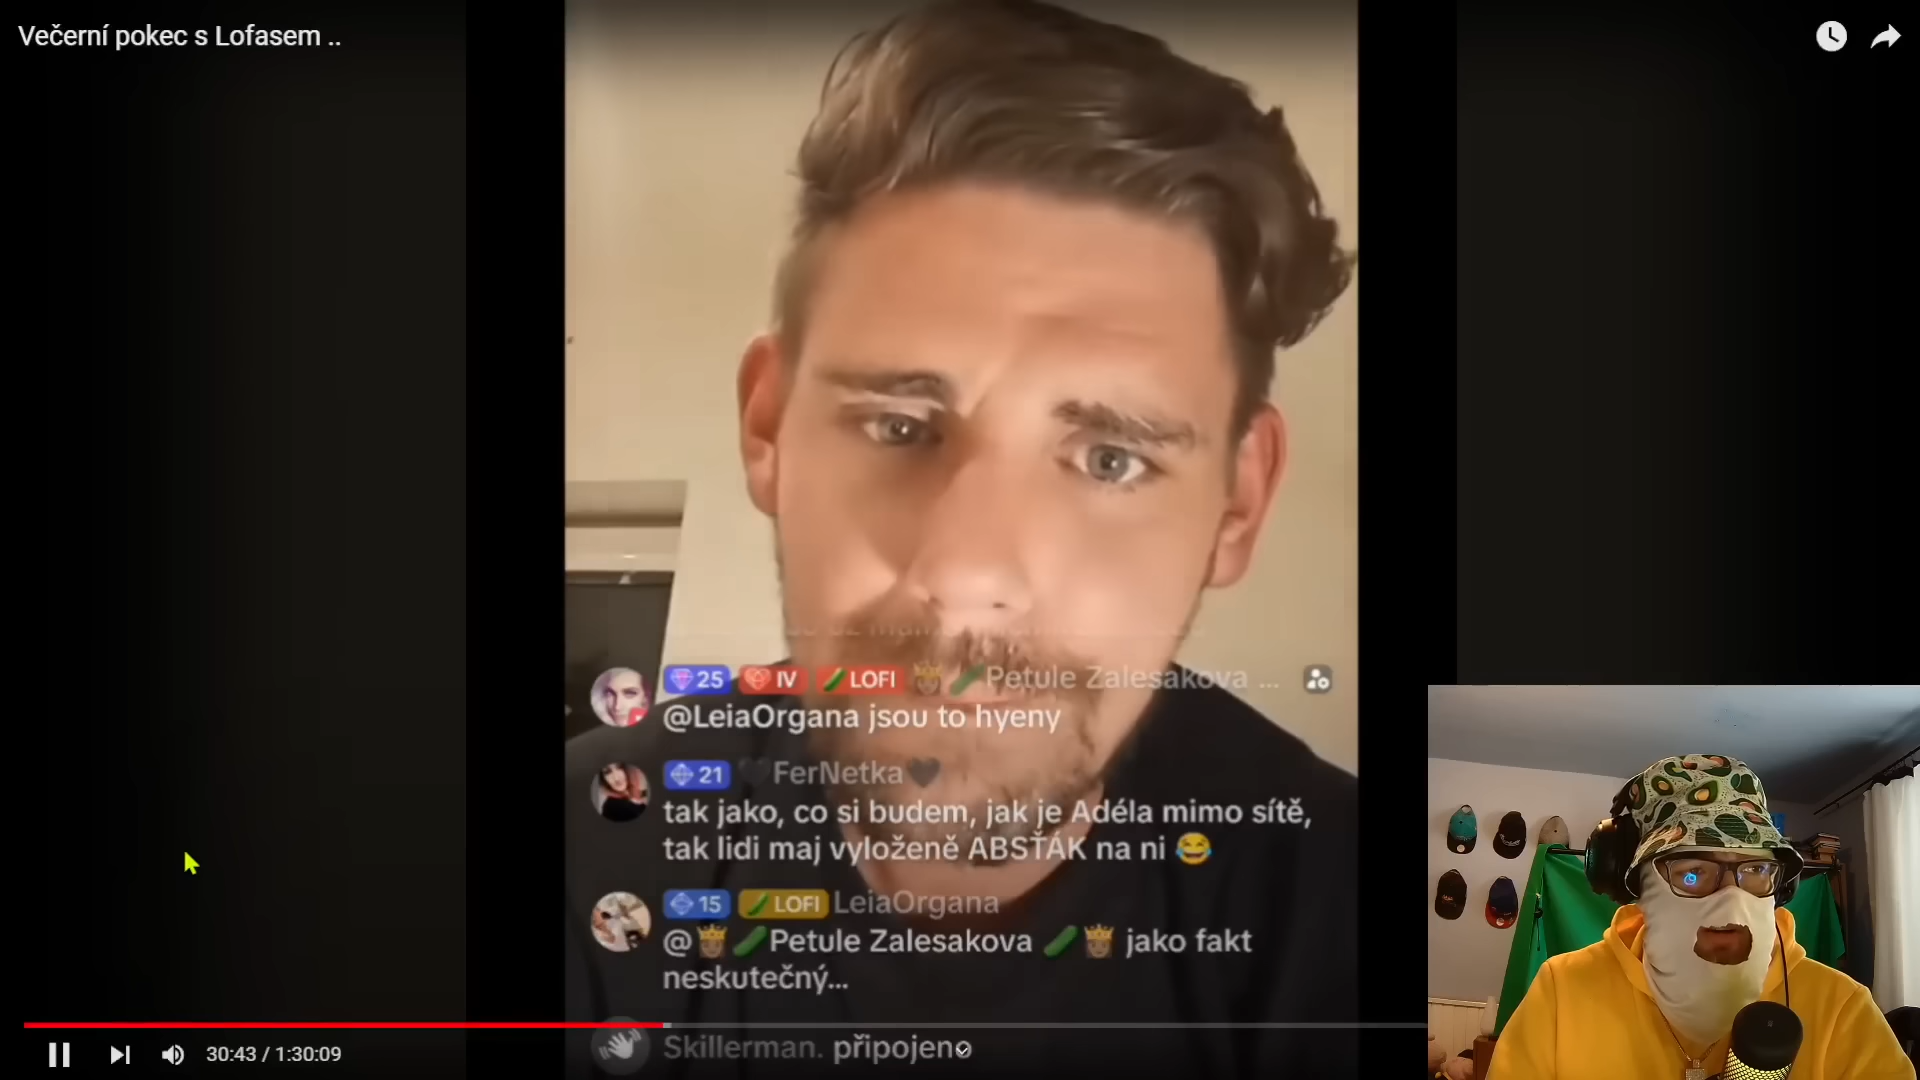 Večerní pokec s Lofasem ..
25 IV LOFI Petule Zalesakova ...
@LeiaOrgana jsou to hyeny
21 🖤FerNetka🖤
tak jako, co si budem, jak je Adéla mimo sítě,
tak lidi maj vyloženě ABSŤÁK na ni 😂
15 LOFI LeiaOrgana
@👸🏽🥒Petule Zalesakova 🥒👸🏽 jako fakt
neskutečný...
Skillerman. připojeno
30:43 / 1:30:09